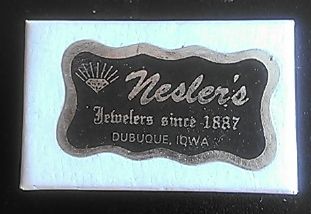 Nesler's
Jewelers since 1887
DUBUQUE, IOWA